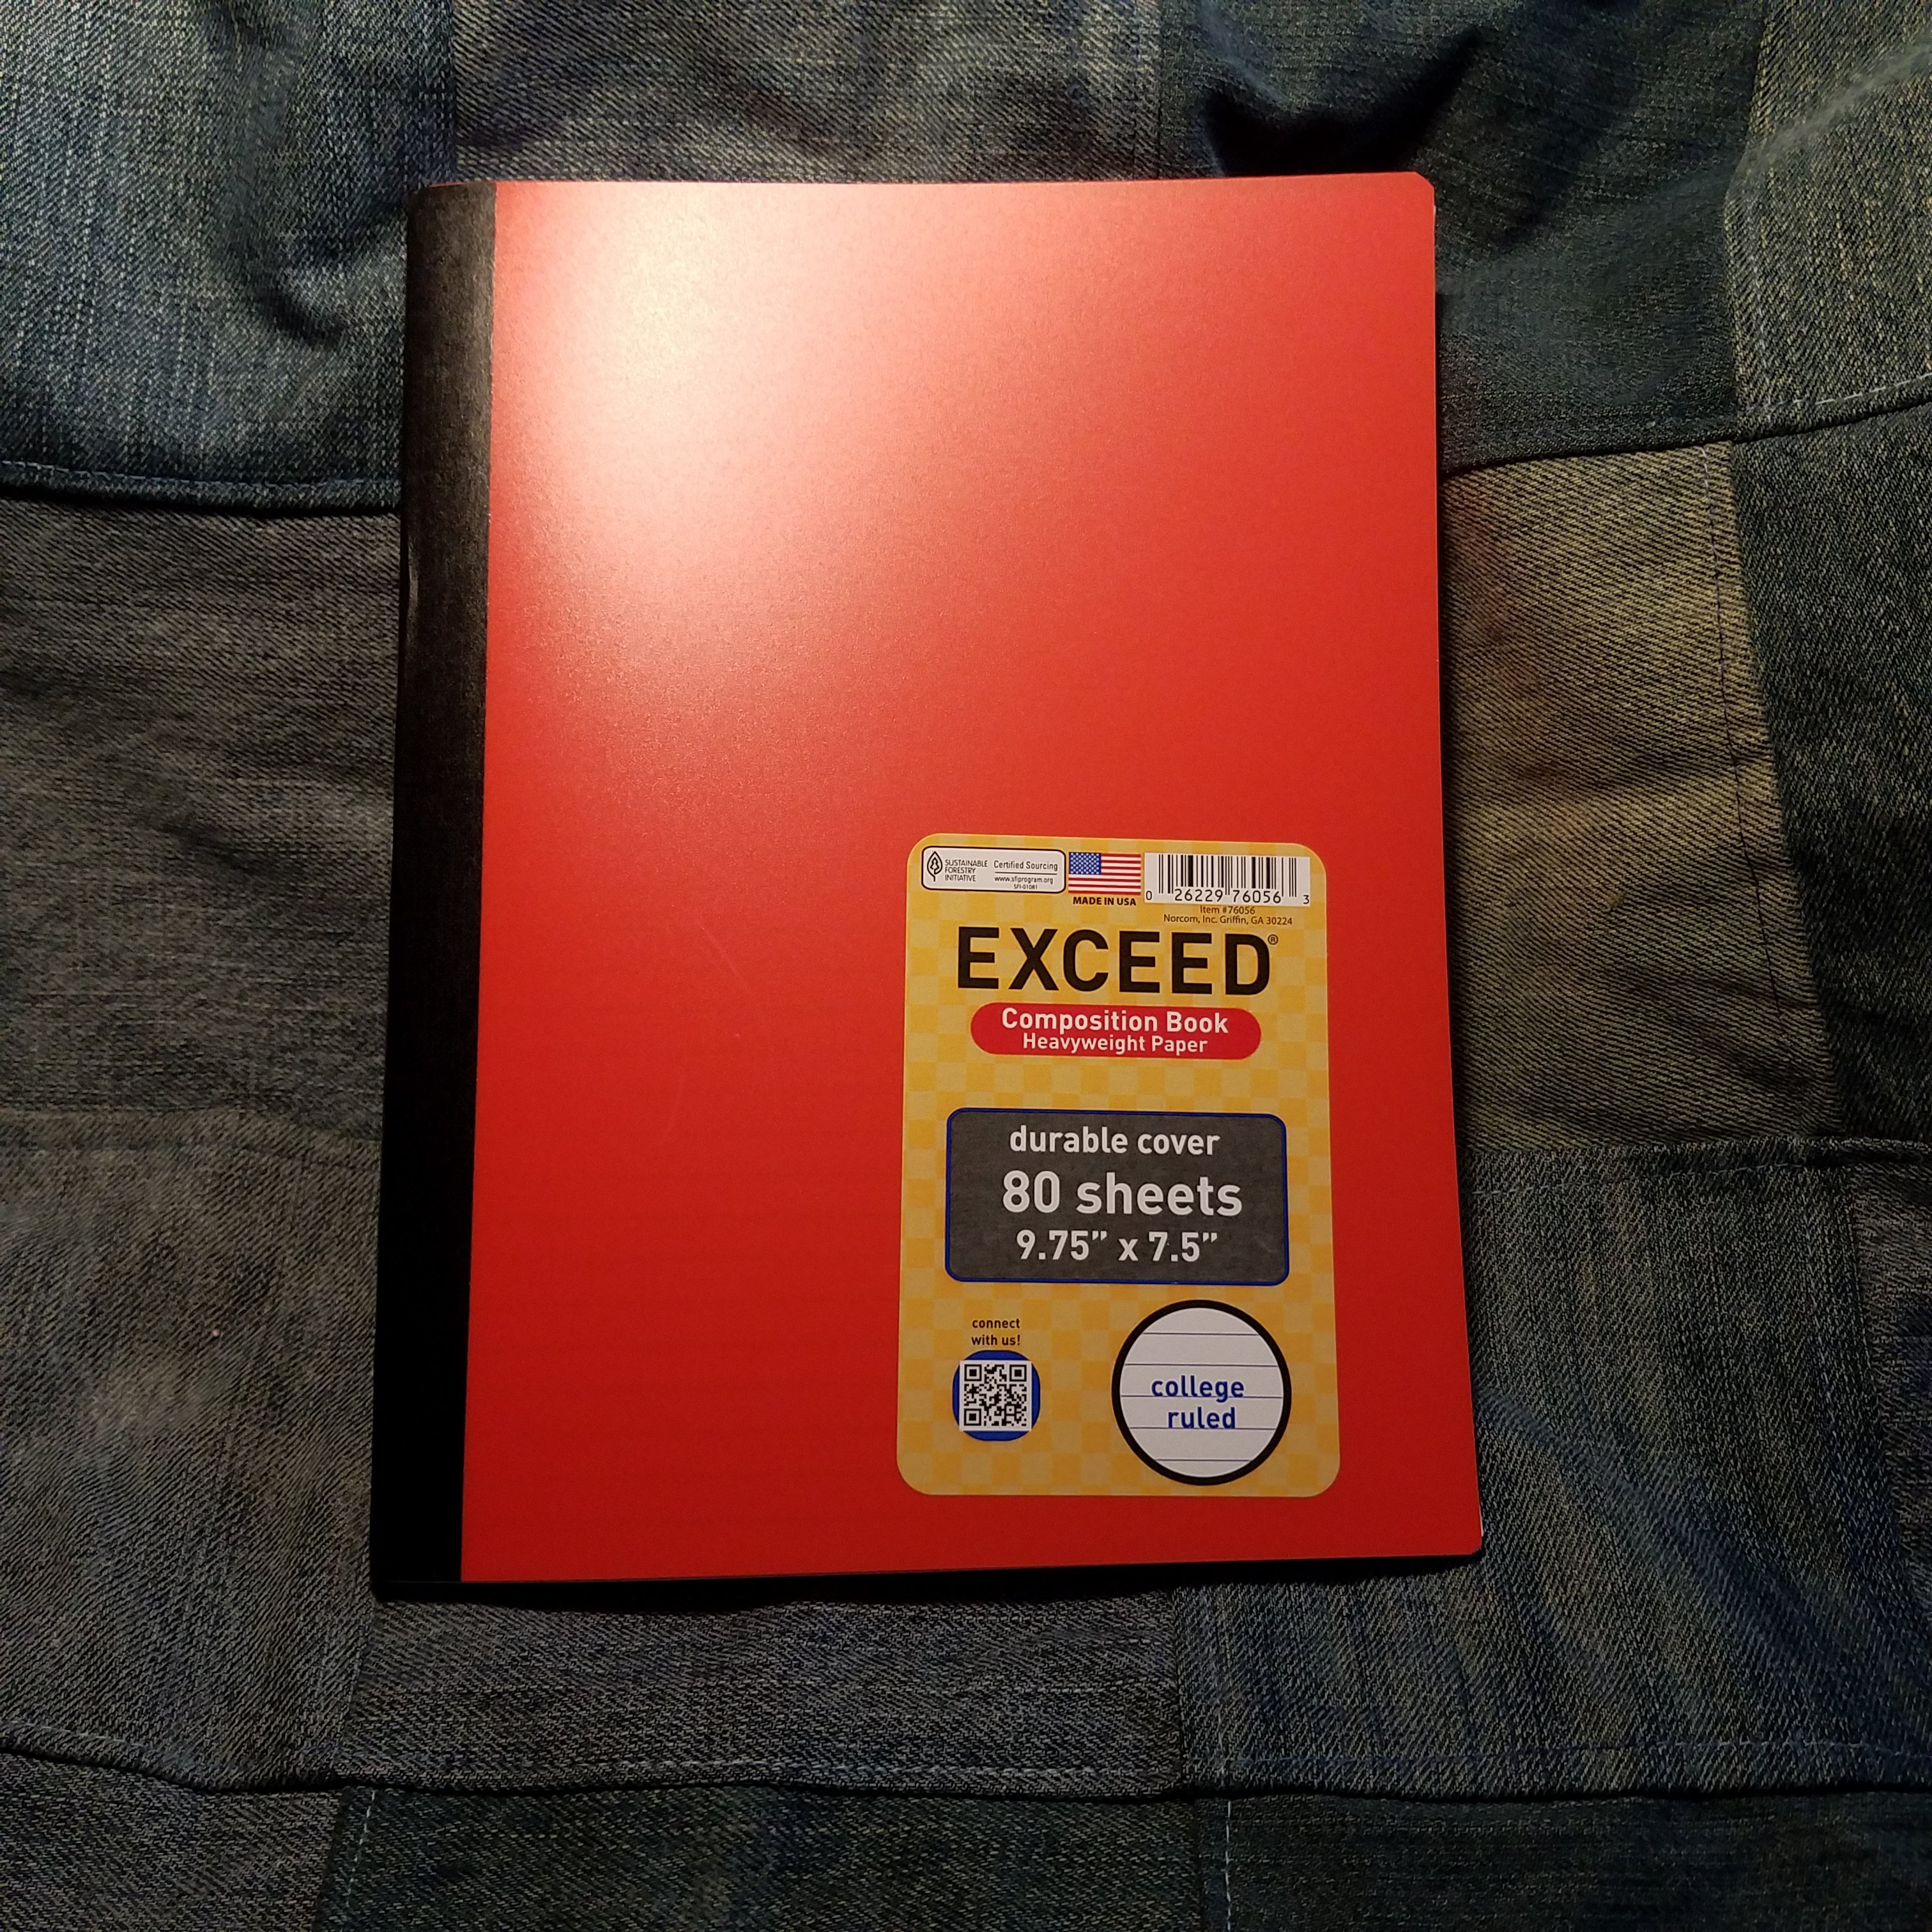 SUSTAINABLE
FORESTRY
INITIATIVE
Certified Sourcing
www.sfiprogram.org
SFI-01081
MADE IN USA
0 26229 76056 3
Item #76056
Norcom, Inc. Griffin, GA 30224
EXCEED®
Composition Book
Heavyweight Paper
durable cover
80 sheets
9.75” x 7.5”
connect
with us!
college
ruled